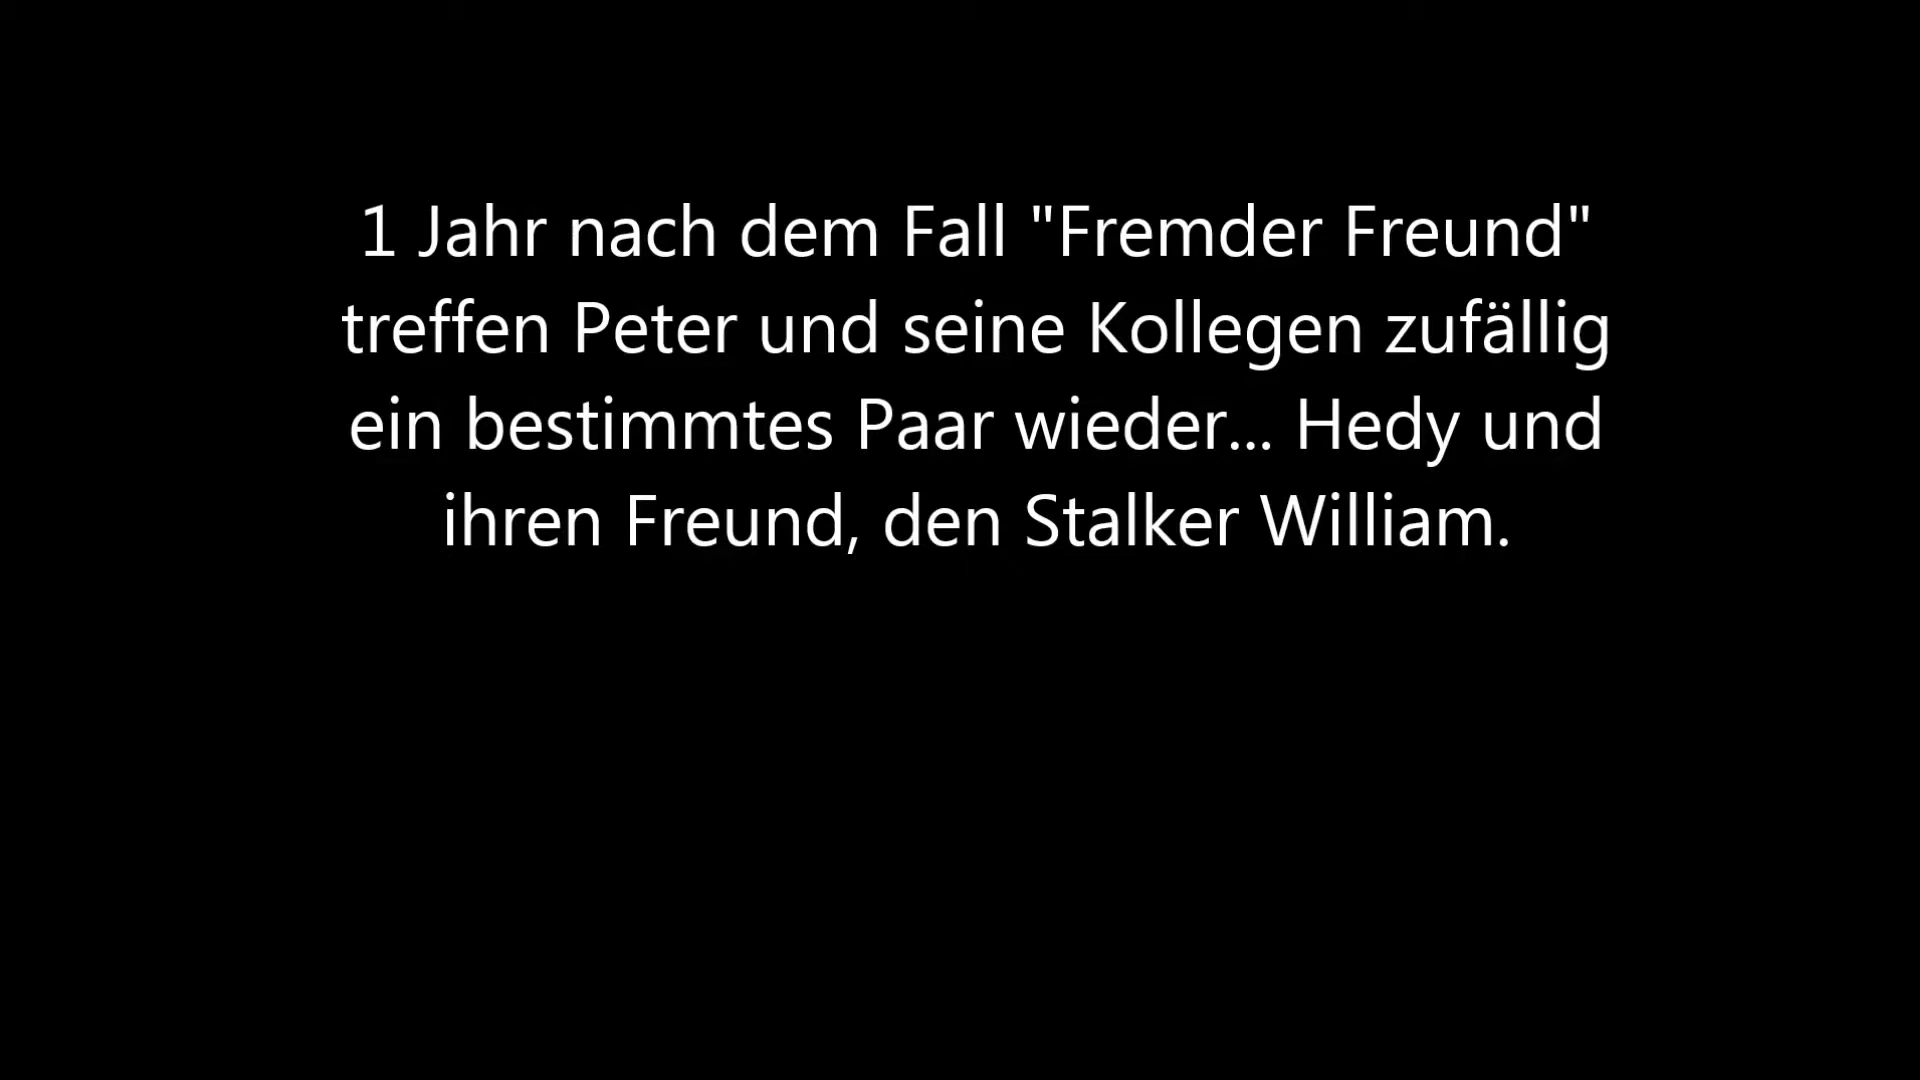 1 Jahr nach dem Fall "Fremder Freund"
treffen Peter und seine Kollegen zufällig
ein bestimmtes Paar wieder... Hedy und
ihren Freund, den Stalker William.